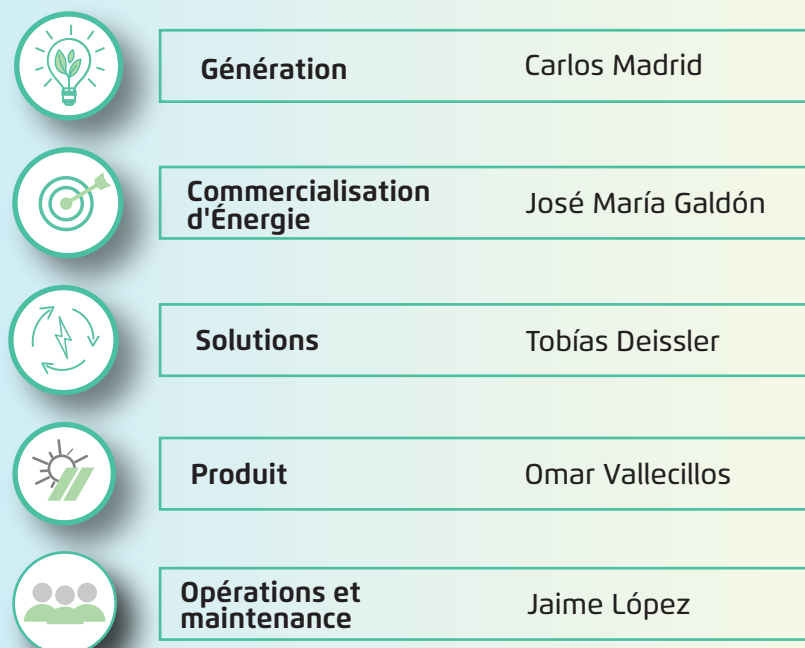 Génération Carlos Madrid
Commercialisation
d'Énergie
José María Galdón
Solutions Tobías Deissler
Produit Omar Vallecillos
Opérations et
maintenance
Jaime López